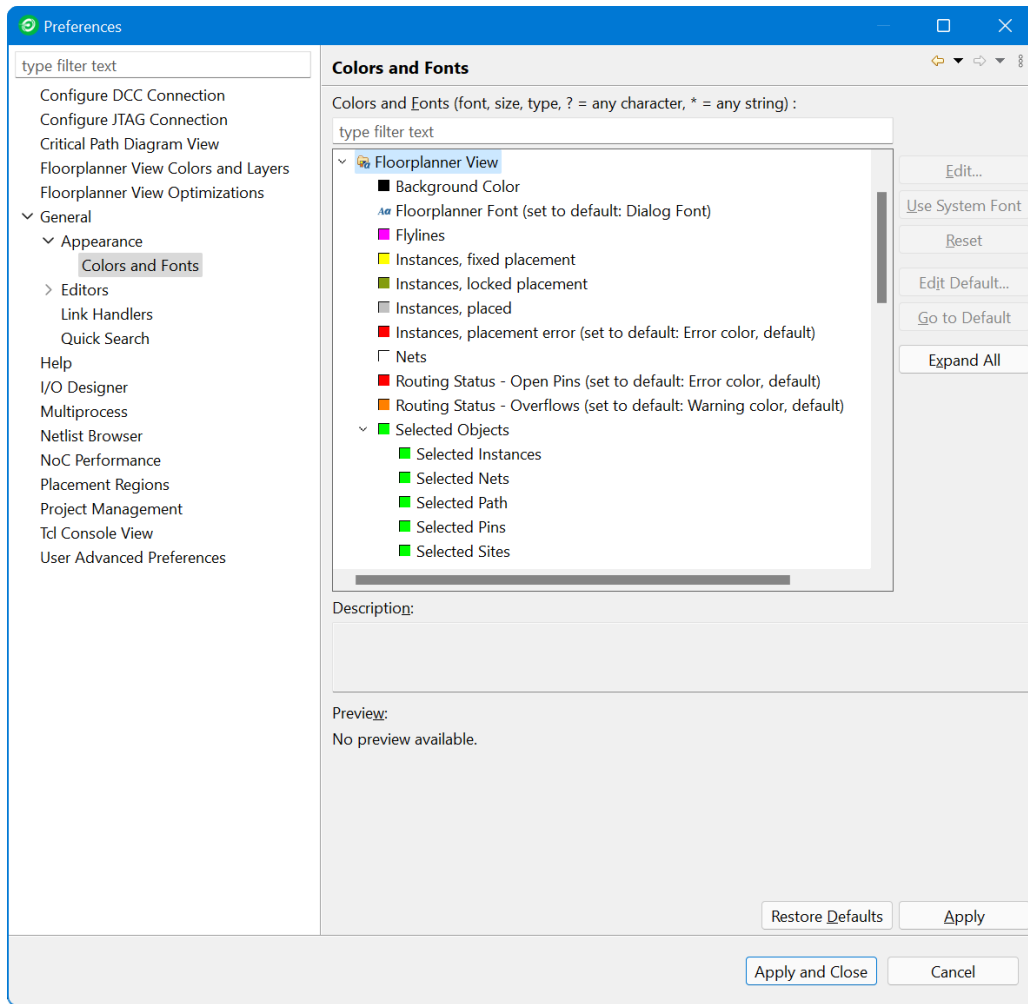 Preferences
type filter text
Configure DCC Connection
Configure JTAG Connection
Critical Path Diagram View
Floorplanner View Colors and Layers
Floorplanner View Optimizations
General
Appearance
Colors and Fonts
Editors
Link Handlers
Quick Search
Help
I/O Designer
Multiprocess
Netlist Browser
NoC Performance
Placement Regions
Project Management
Tcl Console View
User Advanced Preferences
Colors and Fonts
Colors and Fonts (font, size, type, ? = any character, * = any string) :
type filter text
Floorplanner View
Background Color
Aa Floorplanner Font (set to default: Dialog Font)
Flylines
Instances, fixed placement
Instances, locked placement
Instances, placed
Instances, placement error (set to default: Error color, default)
Nets
Routing Status - Open Pins (set to default: Error color, default)
Routing Status - Overflows (set to default: Warning color, default)
Selected Objects
Selected Instances
Selected Nets
Selected Path
Selected Pins
Selected Sites
Edit...
Use System Font
Reset
Edit Default...
Go to Default
Expand All
Description:
Preview:
No preview available.
Restore Defaults
Apply
Apply and Close
Cancel